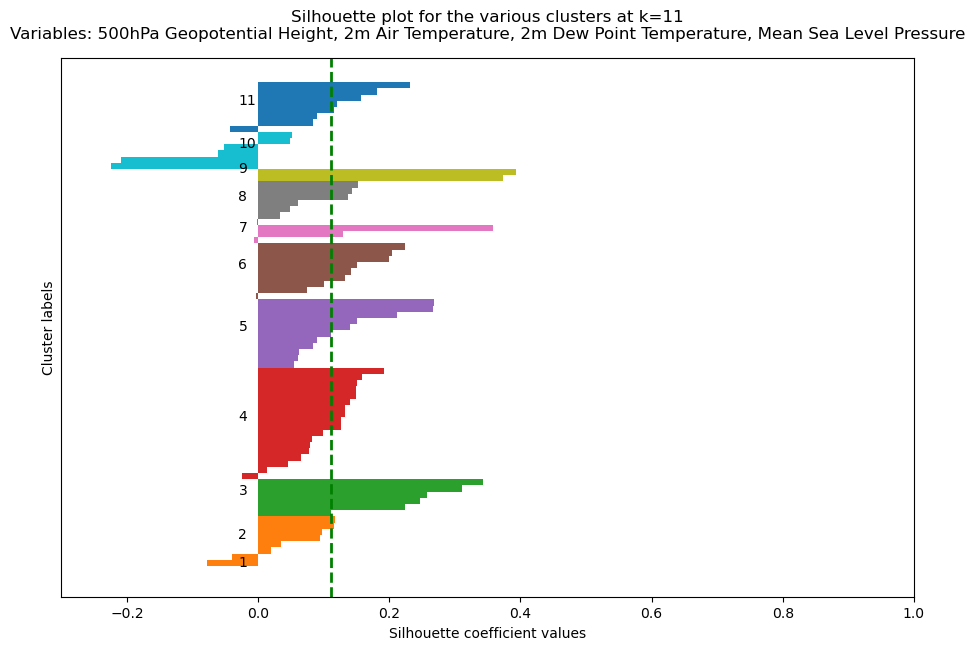 Silhouette plot for the various clusters at k=11
Variables: 500hPa Geopotential Height, 2m Air Temperature, 2m Dew Point Temperature, Mean Sea Level Pressure
11
10
9
8
7
6
5
4
3
2
1
Cluster labels
−0.2 0.0 0.2 0.4 0.6 0.8 1.0
Silhouette coefficient values